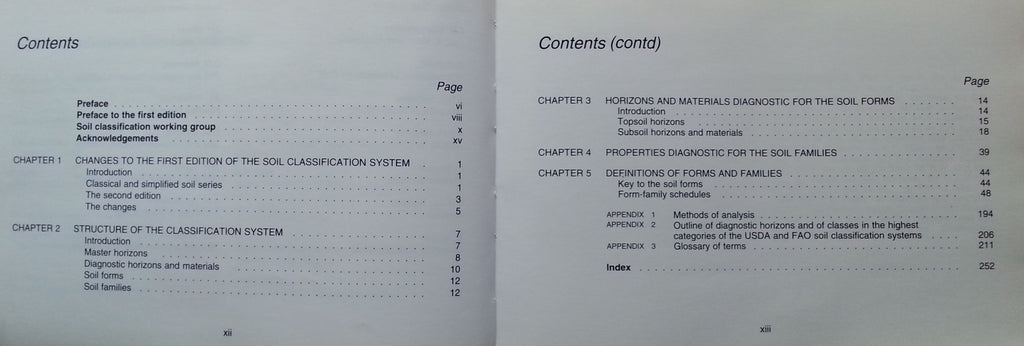 Contents
Page
Preface . . . . . . . . . . . . . . . . . . . . . . . . . . . . . . vi
Preface to the first edition . . . . . . . . . . . . . . . . . . . . . . viii
Soil classification working group . . . . . . . . . . . . . . . . . . . x
Acknowledgements . . . . . . . . . . . . . . . . . . . . . . . . . xv
CHAPTER 1 CHANGES TO THE FIRST EDITION OF THE SOIL CLASSIFICATION SYSTEM . 1
Introduction . . . . . . . . . . . . . . . . . . . . . . . . . . . 1
Classical and simplified soil series . . . . . . . . . . . . . . . . . . 1
The second edition . . . . . . . . . . . . . . . . . . . . . . . . 3
The changes . . . . . . . . . . . . . . . . . . . . . . . . . . 5
CHAPTER 2 STRUCTURE OF THE CLASSIFICATION SYSTEM . . . . . . . . . . . . . 7
Introduction . . . . . . . . . . . . . . . . . . . . . . . . . . . 7
Master horizons . . . . . . . . . . . . . . . . . . . . . . . . . 8
Diagnostic horizons and materials . . . . . . . . . . . . . . . . . . 10
Soil forms . . . . . . . . . . . . . . . . . . . . . . . . . . . 12
Soil families . . . . . . . . . . . . . . . . . . . . . . . . . . 12
xii
Contents (contd)
Page
CHAPTER 3 HORIZONS AND MATERIALS DIAGNOSTIC FOR THE SOIL FORMS . . . . . . . 14
Introduction . . . . . . . . . . . . . . . . . . . . . . . . . . . 14
Topsoil horizons . . . . . . . . . . . . . . . . . . . . . . . . . 15
Subsoil horizons and materials . . . . . . . . . . . . . . . . . . . 18
CHAPTER 4 PROPERTIES DIAGNOSTIC FOR THE SOIL FAMILIES . . . . . . . . . . . 39
CHAPTER 5 DEFINITIONS OF FORMS AND FAMILIES . . . . . . . . . . . . . . . . 44
Key to the soil forms . . . . . . . . . . . . . . . . . . . . . . . 44
Form-family schedules . . . . . . . . . . . . . . . . . . . . . . 48
APPENDIX 1 Methods of analysis . . . . . . . . . . . . . . . . . . . 194
APPENDIX 2 Outline of diagnostic horizons and of classes in the highest
categories of the USDA and FAO soil classification systems . . . . 206
APPENDIX 3 Glossary of terms . . . . . . . . . . . . . . . . . . . . 211
Index . . . . . . . . . . . . . . . . . . . . . . . . . . . . . . 252
xiii